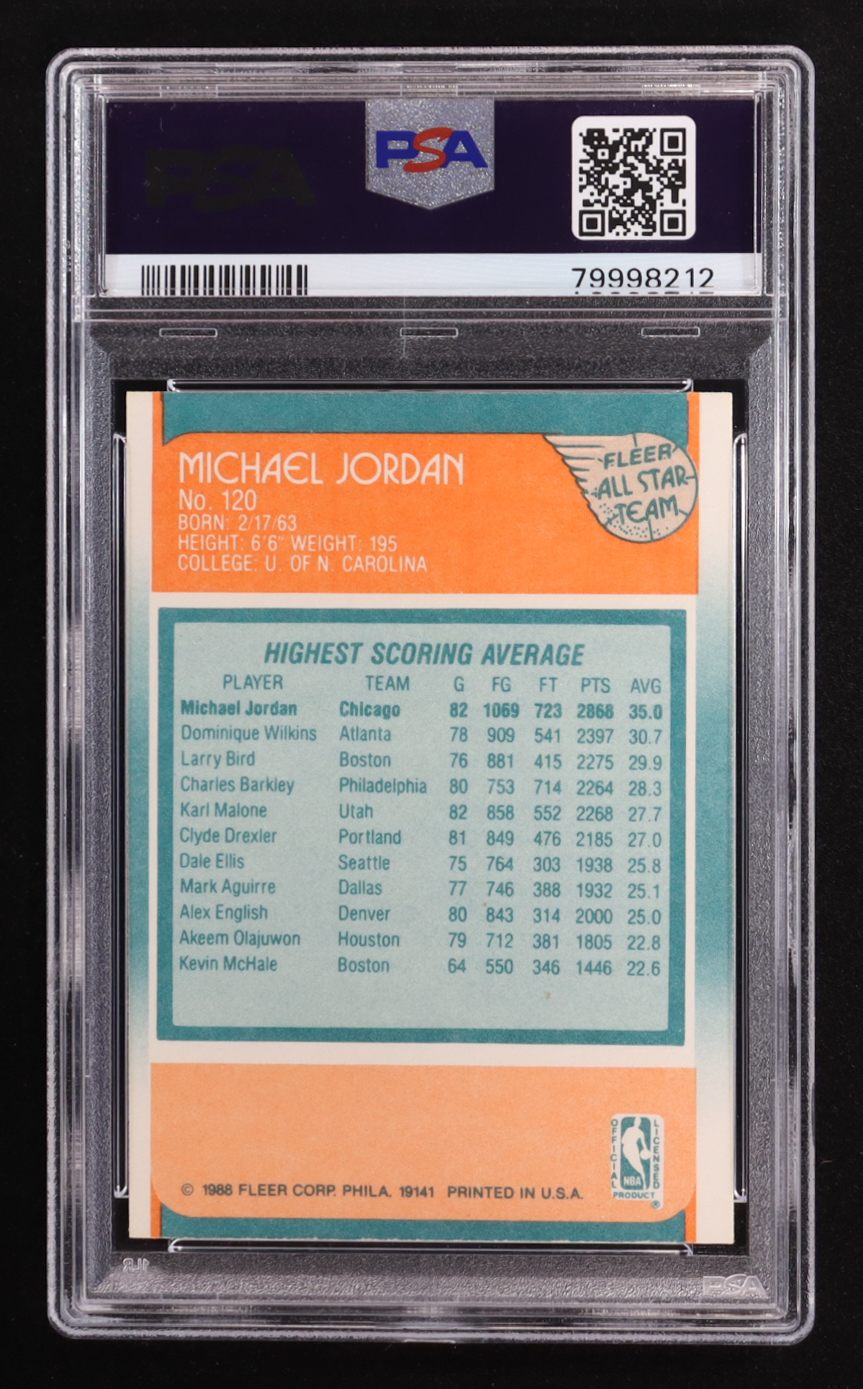 PSA
79998212
MICHAEL JORDAN
No. 120
BORN: 2/17/63
HEIGHT: 6'6" WEIGHT: 195
COLLEGE: U. OF N. CAROLINA
FLEER
ALL STAR
TEAM
HIGHEST SCORING AVERAGE
PLAYER TEAM G FG FT PTS AVG
Michael Jordan Chicago 82 1069 723 2868 35.0
Dominique Wilkins Atlanta 78 909 541 2397 30.7
Larry Bird Boston 76 881 415 2275 29.9
Charles Barkley Philadelphia 80 753 714 2264 28.3
Karl Malone Utah 82 858 552 2268 27.7
Clyde Drexler Portland 81 849 476 2185 27.0
Dale Ellis Seattle 75 764 303 1938 25.8
Mark Aguirre Dallas 77 746 388 1932 25.1
Alex English Denver 80 843 314 2000 25.0
Akeem Olajuwon Houston 79 712 381 1805 22.8
Kevin McHale Boston 64 550 346 1446 22.6
OFFICIAL LICENSED
NBA
PRODUCT
®
© 1988 FLEER CORP. PHILA. 19141 PRINTED IN U.S.A.
PSA